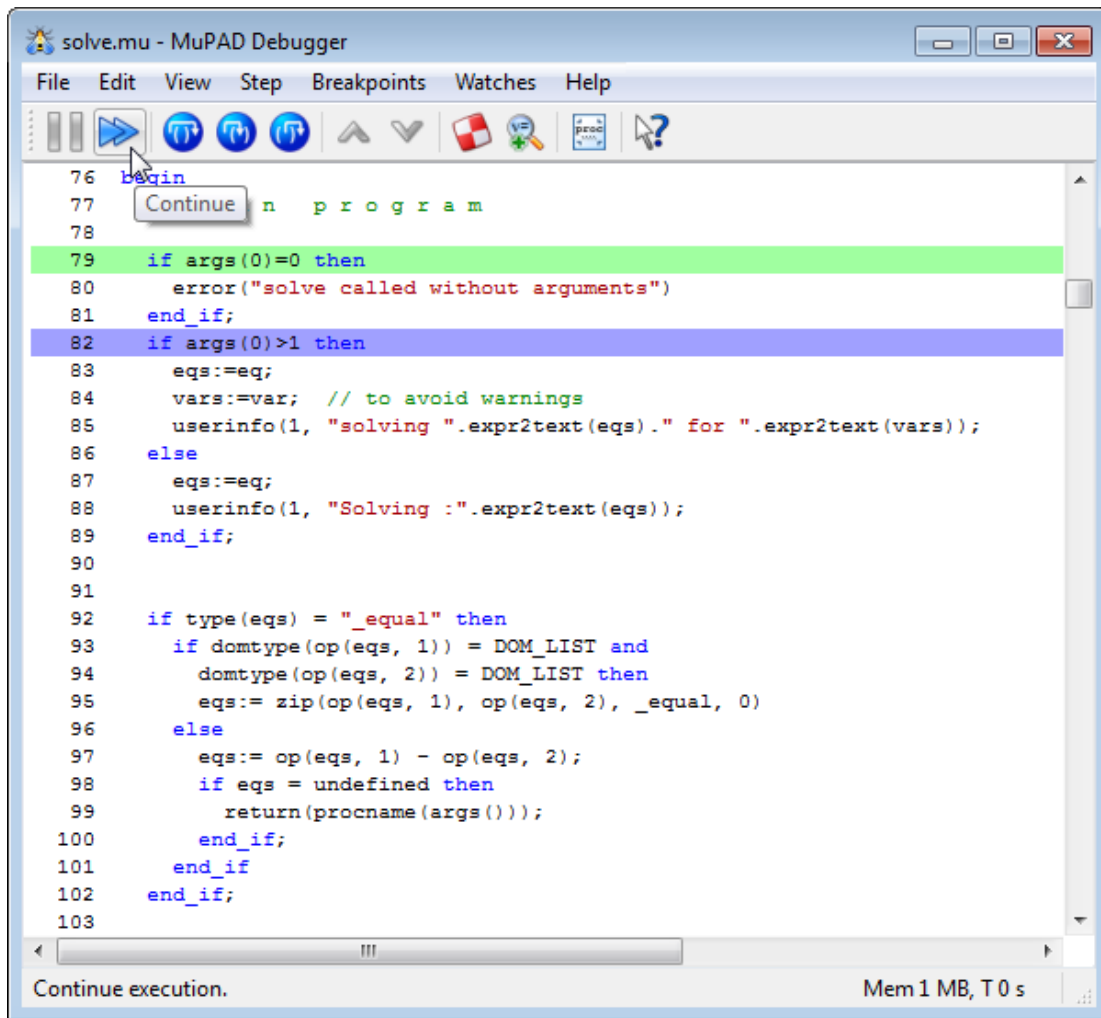 solve.mu - MuPAD Debugger
File Edit View Step Breakpoints Watches Help
proc
76 begin
Continue
77 n p r o g r a m
78
79 if args(0)=0 then
80 error("solve called without arguments")
81 end_if;
82 if args(0)>1 then
83 eqs:=eq;
84 vars:=var; // to avoid warnings
85 userinfo(1, "solving ".expr2text(eqs)." for ".expr2text(vars));
86 else
87 eqs:=eq;
88 userinfo(1, "Solving :".expr2text(eqs));
89 end_if;
90
91
92 if type(eqs) = "_equal" then
93 if domtype(op(eqs, 1)) = DOM_LIST and
94 domtype(op(eqs, 2)) = DOM_LIST then
95 eqs:= zip(op(eqs, 1), op(eqs, 2), _equal, 0)
96 else
97 eqs:= op(eqs, 1) - op(eqs, 2);
98 if eqs = undefined then
99 return(procname(args()));
100 end_if;
101 end_if
102 end_if;
103
Continue execution. Mem 1 MB, T 0 s